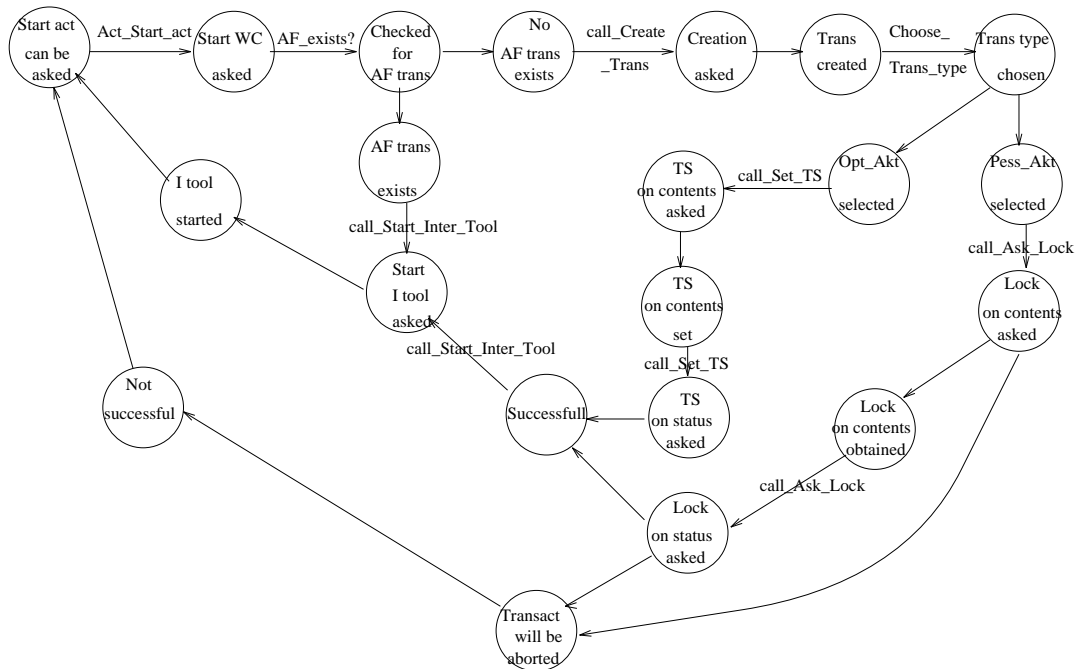 Start act
can be
asked
Act_Start_act
Start WC
asked
AF_exists?
Checked
for
AF trans
No
AF trans
exists
call_Create
_Trans
Creation
asked
Trans
created
Choose_
Trans_type
Trans type
chosen
AF trans
exists
I tool
started
call_Start_Inter_Tool
TS
on contents
asked
call_Set_TS
Opt_Akt
selected
Pess_Akt
selected
call_Ask_Lock
Start
I tool
asked
TS
on contents
set
Lock
on contents
asked
call_Start_Inter_Tool
call_Set_TS
Not
successful
Successfull
TS
on status
asked
Lock
on contents
obtained
call_Ask_Lock
Lock
on status
asked
Transact
will be
aborted